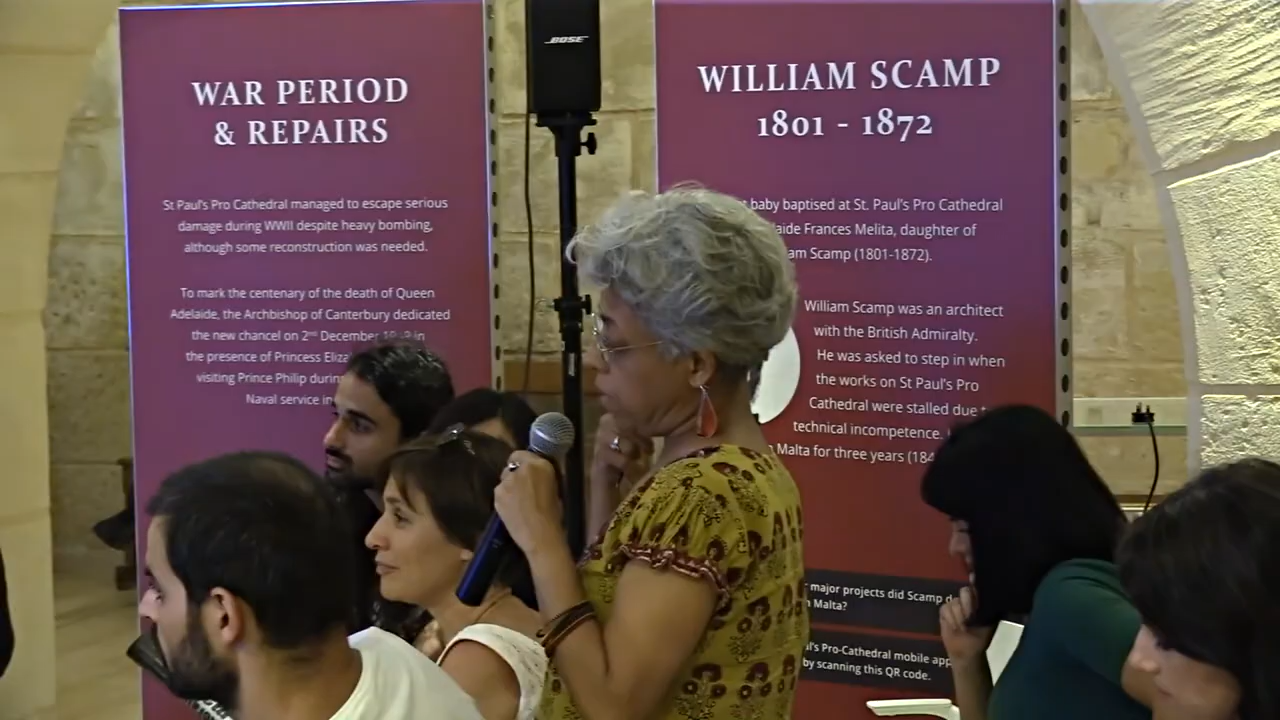 BOSE
WAR PERIOD
& REPAIRS
St Paul's Pro Cathedral managed to escape serious
damage during WWII despite heavy bombing,
although some reconstruction was needed.
To mark the centenary of the death of Queen
Adelaide, the Archbishop of Canterbury dedicated
the new chancel on 2nd December
the presence of Princess
visiting Prince Philip
Naval service
WILLIAM SCAMP
1801 - 1872
baby baptised at St. Paul's Pro Cathedral
Frances Melita, daughter of
Scamp (1801-1872).
William Scamp was an architect
with the British Admiralty.
He was asked to step in when
the works on St Paul's Pro
Cathedral were stalled due
technical incompetence.
Malta for three years
major projects did Scamp
Malta?
Pro-Cathedral mobile app
by scanning this QR code.